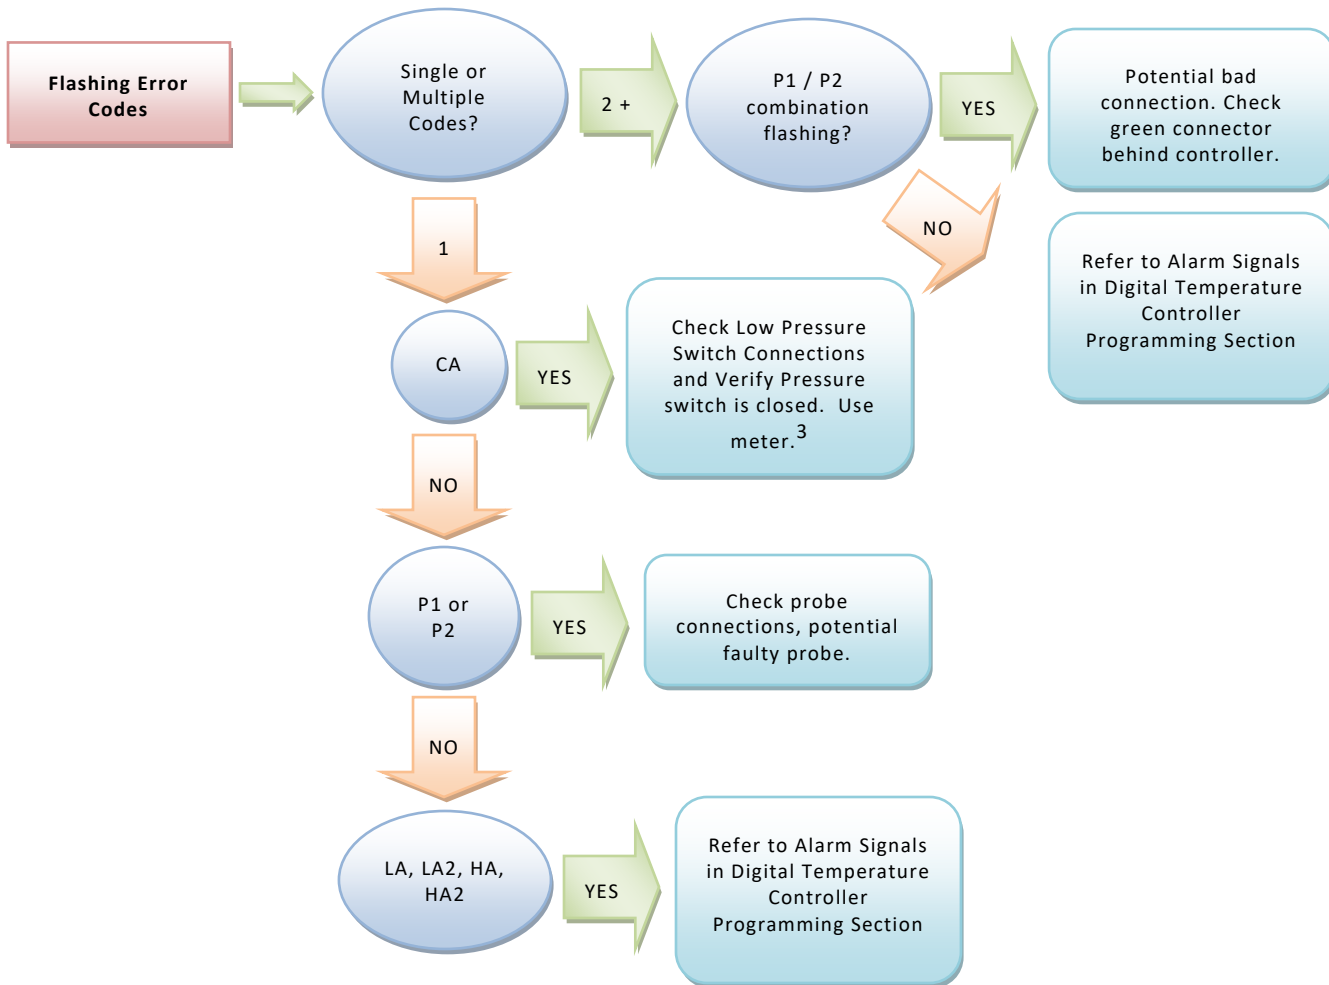 Flashing Error
Codes
Single or
Multiple
Codes?
2 +
P1 / P2
combination
flashing?
YES
Potential bad
connection. Check
green connector
behind controller.
NO
Refer to Alarm Signals
in Digital Temperature
Controller
Programming Section
1
CA
YES
Check Low Pressure
Switch Connections
and Verify Pressure
switch is closed.  Use
meter.3
NO
P1 or
P2
YES
Check probe
connections, potential
faulty probe.
NO
LA, LA2, HA,
HA2
YES
Refer to Alarm Signals
in Digital Temperature
Controller
Programming Section